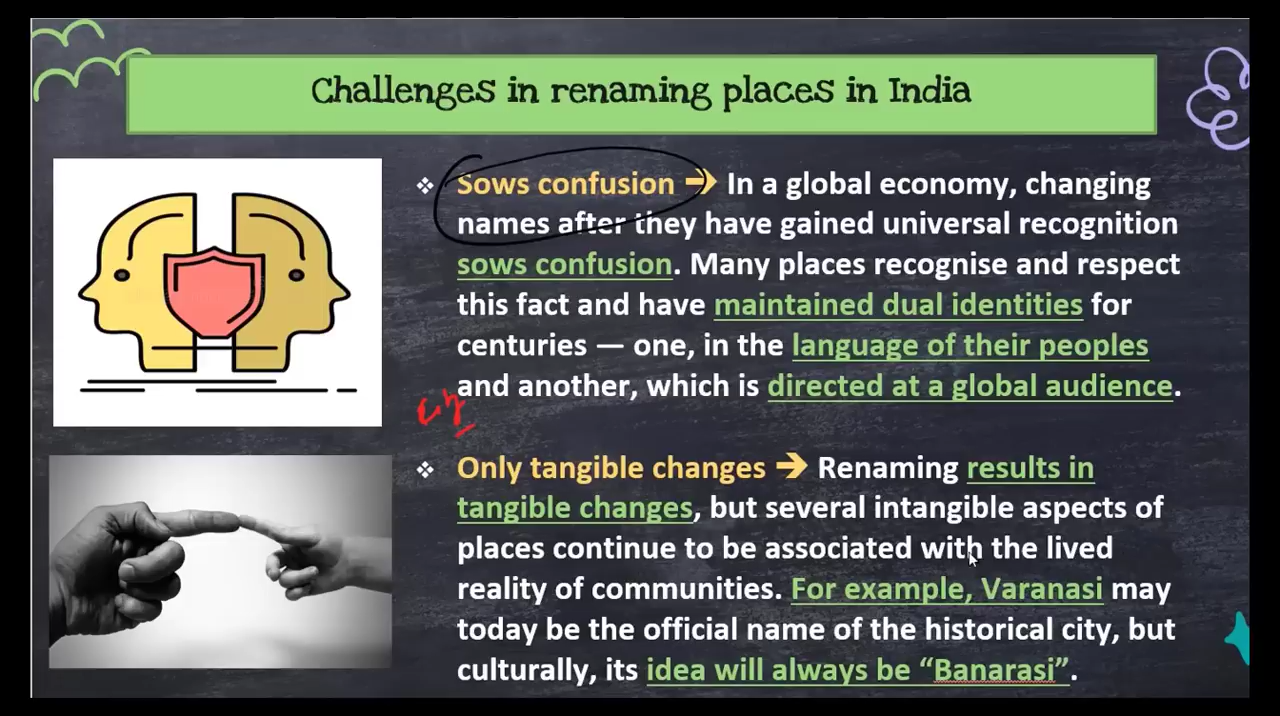 Challenges in renaming places in India
❖ Sows confusion ➔ In a global economy, changing
names after they have gained universal recognition
sows confusion. Many places recognise and respect
this fact and have maintained dual identities for
centuries — one, in the language of their peoples
and another, which is directed at a global audience.
❖ Only tangible changes ➔ Renaming results in
tangible changes, but several intangible aspects of
places continue to be associated with the lived
reality of communities. For example, Varanasi may
today be the official name of the historical city, but
culturally, its idea will always be “Banarasi”.